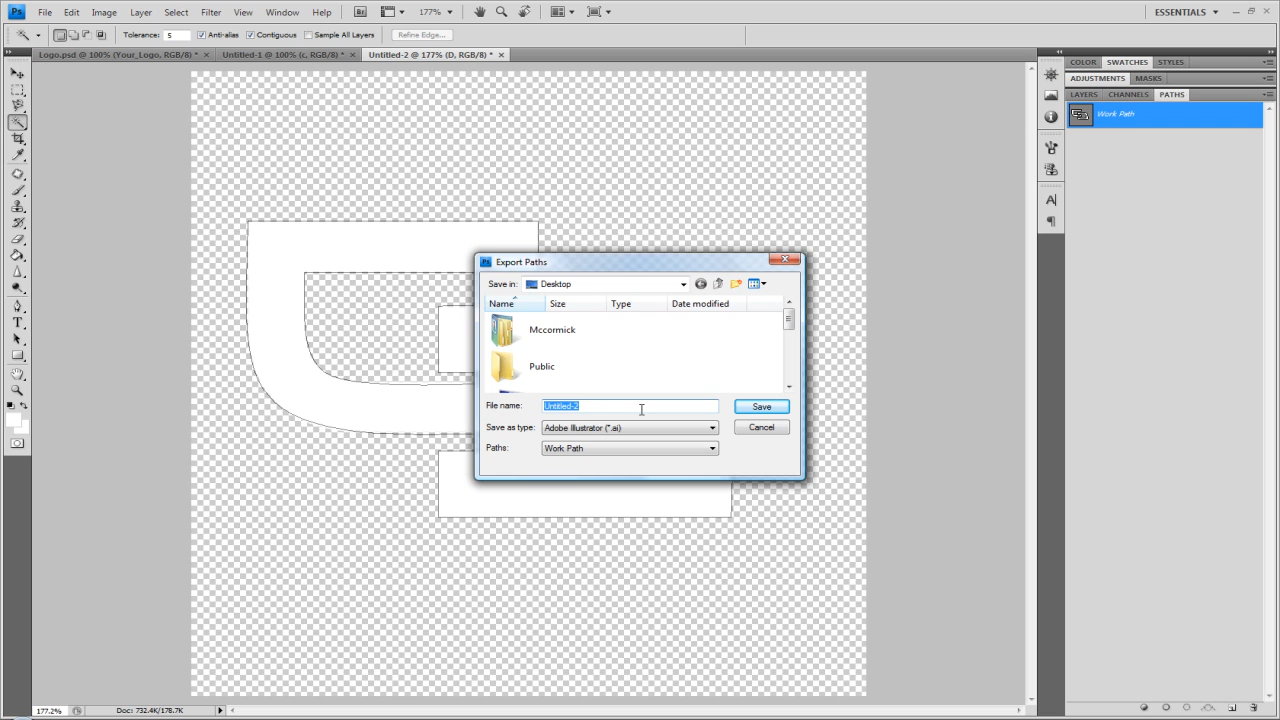 Ps File Edit Image Layer Select Filter View Window Help Br 177% ESSENTIALS
Tolerance: 5 Anti-alias Contiguous Sample All Layers Refine Edge...
Logo.psd @ 100% (Your_Logo, RGB/8) * Untitled-1 @ 100% (c, RGB/8) * Untitled-2 @ 177% (D, RGB/8) *
COLOR SWATCHES STYLES
ADJUSTMENTS MASKS
LAYERS CHANNELS PATHS
Work Path
Export Paths
Save in: Desktop
Name Size Type Date modified
Mccormick
Public
File name: Untitled-2 Save
Save as type: Adobe Illustrator (*.ai) Cancel
Paths: Work Path
177.2% Doc: 732.4K/178.7K